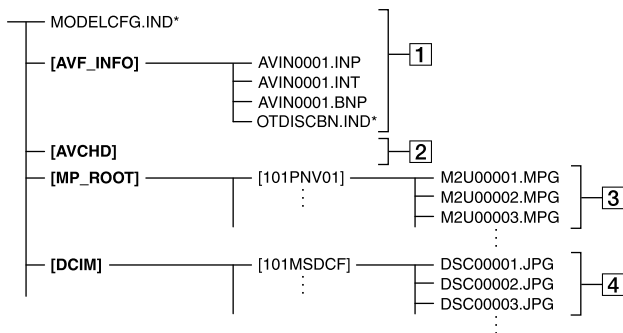 MODELCFG.IND*
[AVF_INFO] AVIN0001.INP
AVIN0001.INT
AVIN0001.BNP
OTDISCBN.IND*
1
[AVCHD]
2
[MP_ROOT] [101PNV01] M2U00001.MPG
M2U00002.MPG
M2U00003.MPG
3
[DCIM] [101MSDCF] DSC00001.JPG
DSC00002.JPG
DSC00003.JPG
4